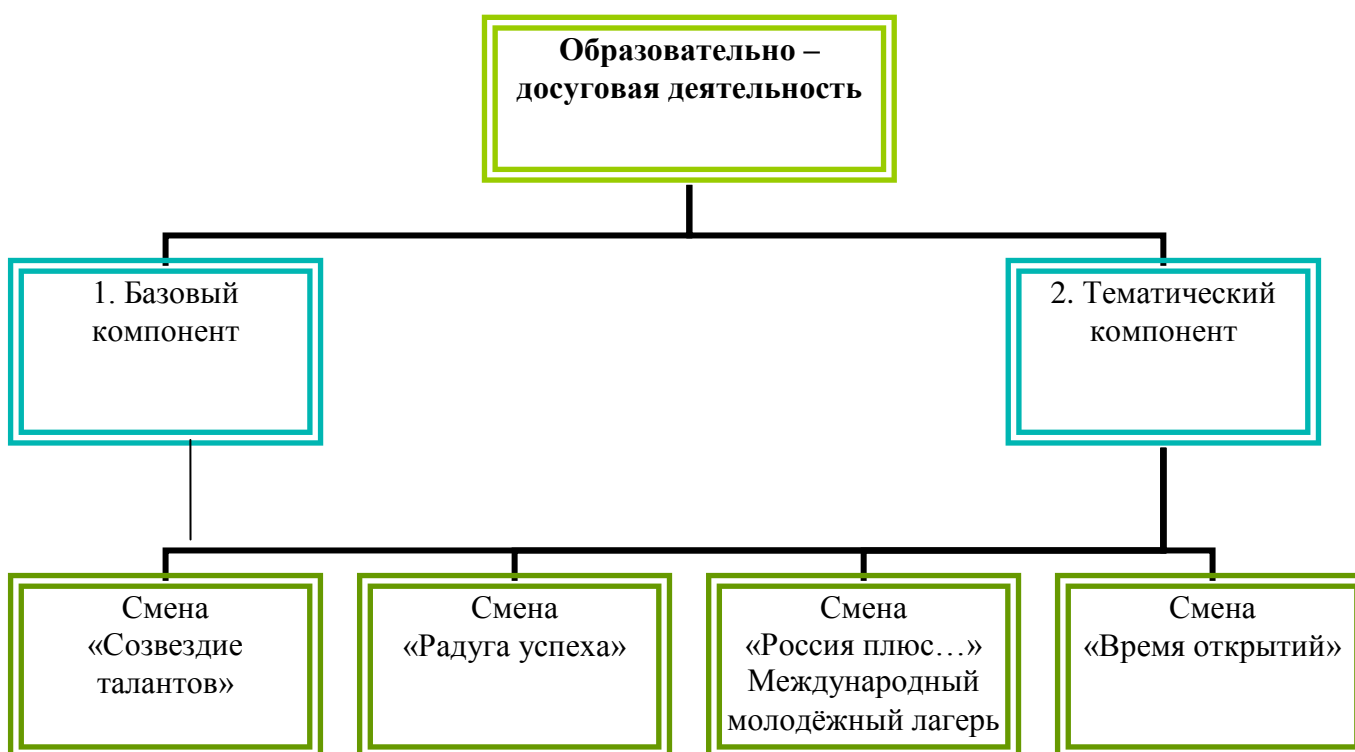 Образовательно –
досуговая деятельность
1. Базовый
компонент
2. Тематический
компонент
Смена
«Созвездие
талантов»
Смена
«Радуга успеха»
Смена
«Россия плюс…»
Международный
молодёжный лагерь
Смена
«Время открытий»